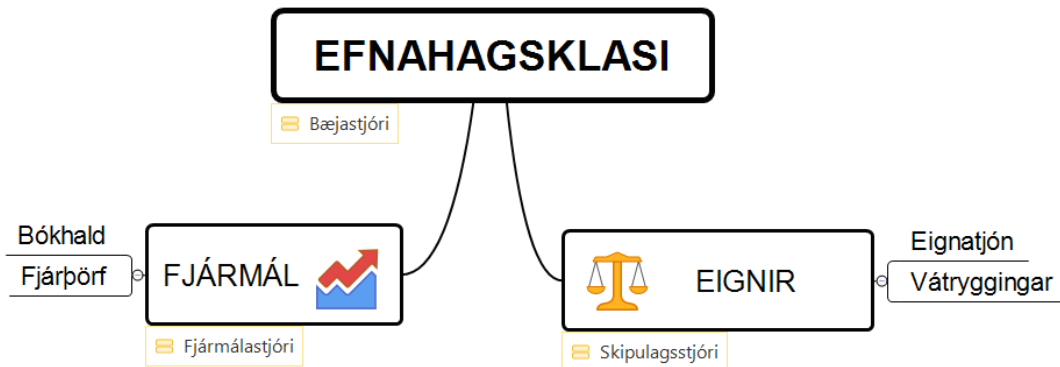 EFNAHAGSKLASI
Bæjastjóri
Bókhald
Fjárþörf
FJÁRMÁL
Fjármálastjóri
EIGNIR
Skipulagsstjóri
Eignatjón
Vátryggingar